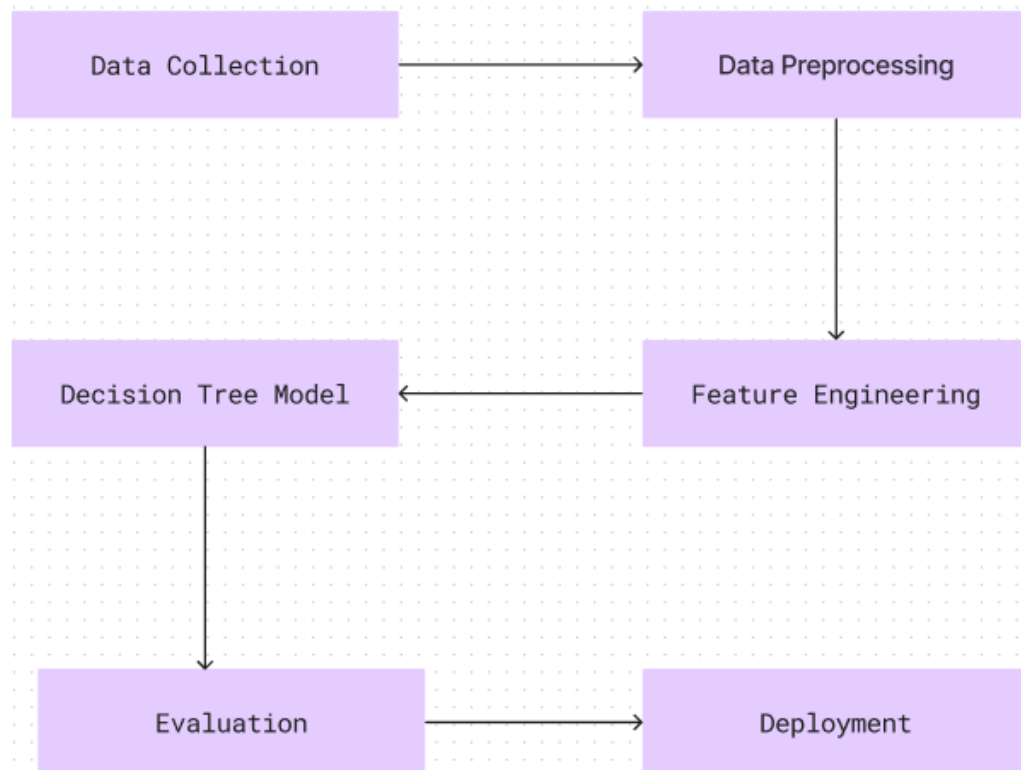 Data Collection
Data Preprocessing
Decision Tree Model
Feature Engineering
Evaluation
Deployment